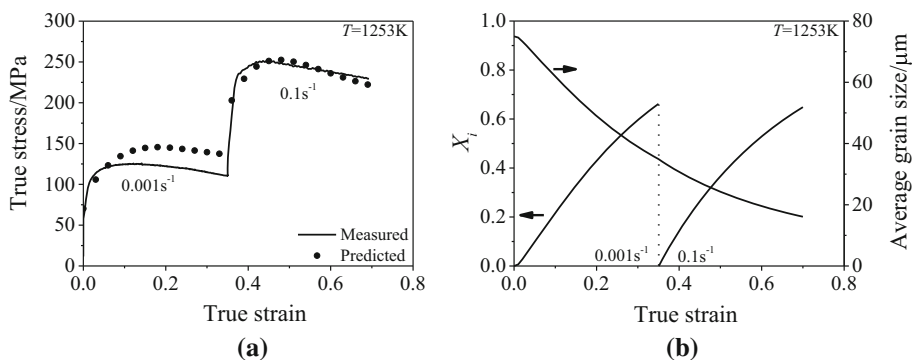 T=1253K
True stress/MPa
300
250
200
150
100
50
0
0.1s⁻¹
0.001s⁻¹
Measured
Predicted
0.0 0.2 0.4 0.6 0.8
True strain
(a)
T=1253K
Xᵢ
1.0
0.8
0.6
0.4
0.2
0.0
80
60
40
20
0
Average grain size/μm
0.001s⁻¹ 0.1s⁻¹
0.0 0.2 0.4 0.6 0.8
True strain
(b)